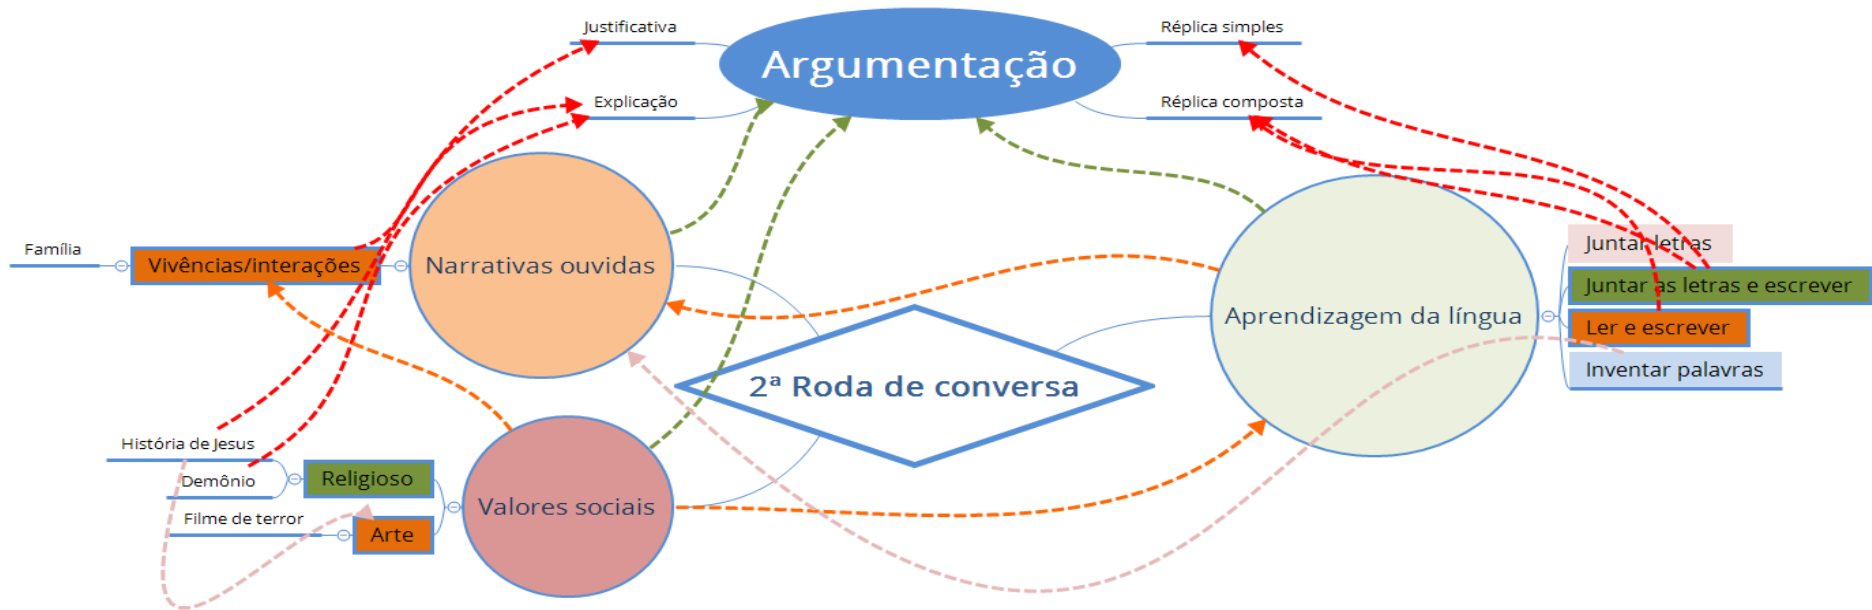 Justificativa
Argumentação
Réplica simples
Explicação
Réplica composta
Família
Vivências/interações
Narrativas ouvidas
Aprendizagem da língua
Juntar letras
Juntar as letras e escrever
Ler e escrever
Inventar palavras
2ª Roda de conversa
História de Jesus
Demônio
Religioso
Filme de terror
Arte
Valores sociais